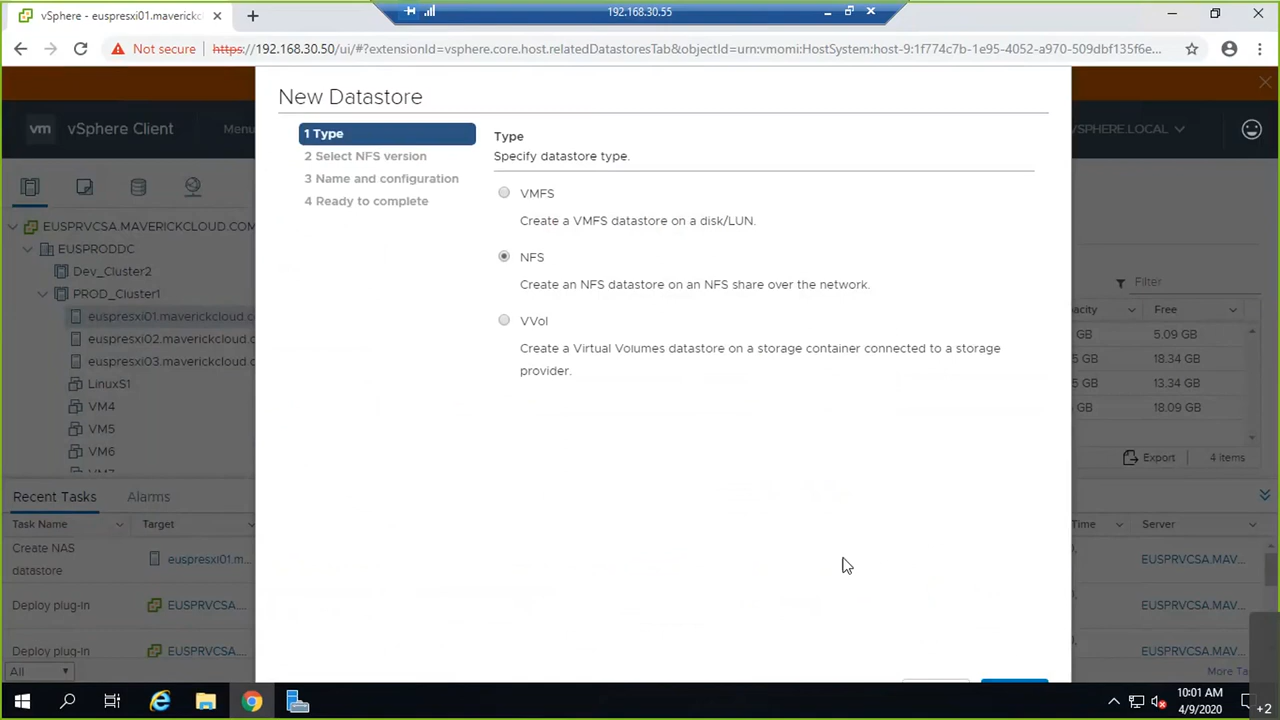 vSphere - euspresxi01.maverickc
192.168.30.55
Not secure
https://192.168.30.50/ui/#?extensionId=vsphere.core.host.relatedDatastoresTab&objectId=urn:vmomi:HostSystem:host-9:1f774c7b-1e95-4052-a970-509dbf135f6e...
vm vSphere Client
Menu
VSPHERE.LOCAL
New Datastore
1 Type
2 Select NFS version
3 Name and configuration
4 Ready to complete
Type
Specify datastore type.
VMFS
Create a VMFS datastore on a disk/LUN.
NFS
Create an NFS datastore on an NFS share over the network.
VVol
Create a Virtual Volumes datastore on a storage container connected to a storage
provider.
EUSPRVCSA.MAVERICKCLOUD.COM
EUSPRODDC
Dev_Cluster2
PROD_Cluster1
euspresxi01.maverickcloud.c
euspresxi02.maverickcloud.c
euspresxi03.maverickcloud.c
LinuxS1
VM4
VM5
VM6
Filter
acity Free
GB 5.09 GB
5 GB 18.34 GB
5 GB 13.34 GB
GB 18.09 GB
Export 4 items
Recent Tasks Alarms
Task Name Target Time Server
Create NAS
datastore
euspresxi01.m... EUSPRVCSA.MAV...
Deploy plug-in EUSPRVCSA.... EUSPRVCSA.MAV...
Deploy plug-in EUSPRVCSA.... EUSPRVCSA.MAV...
All
More Ta
10:01 AM
4/9/2020
+2